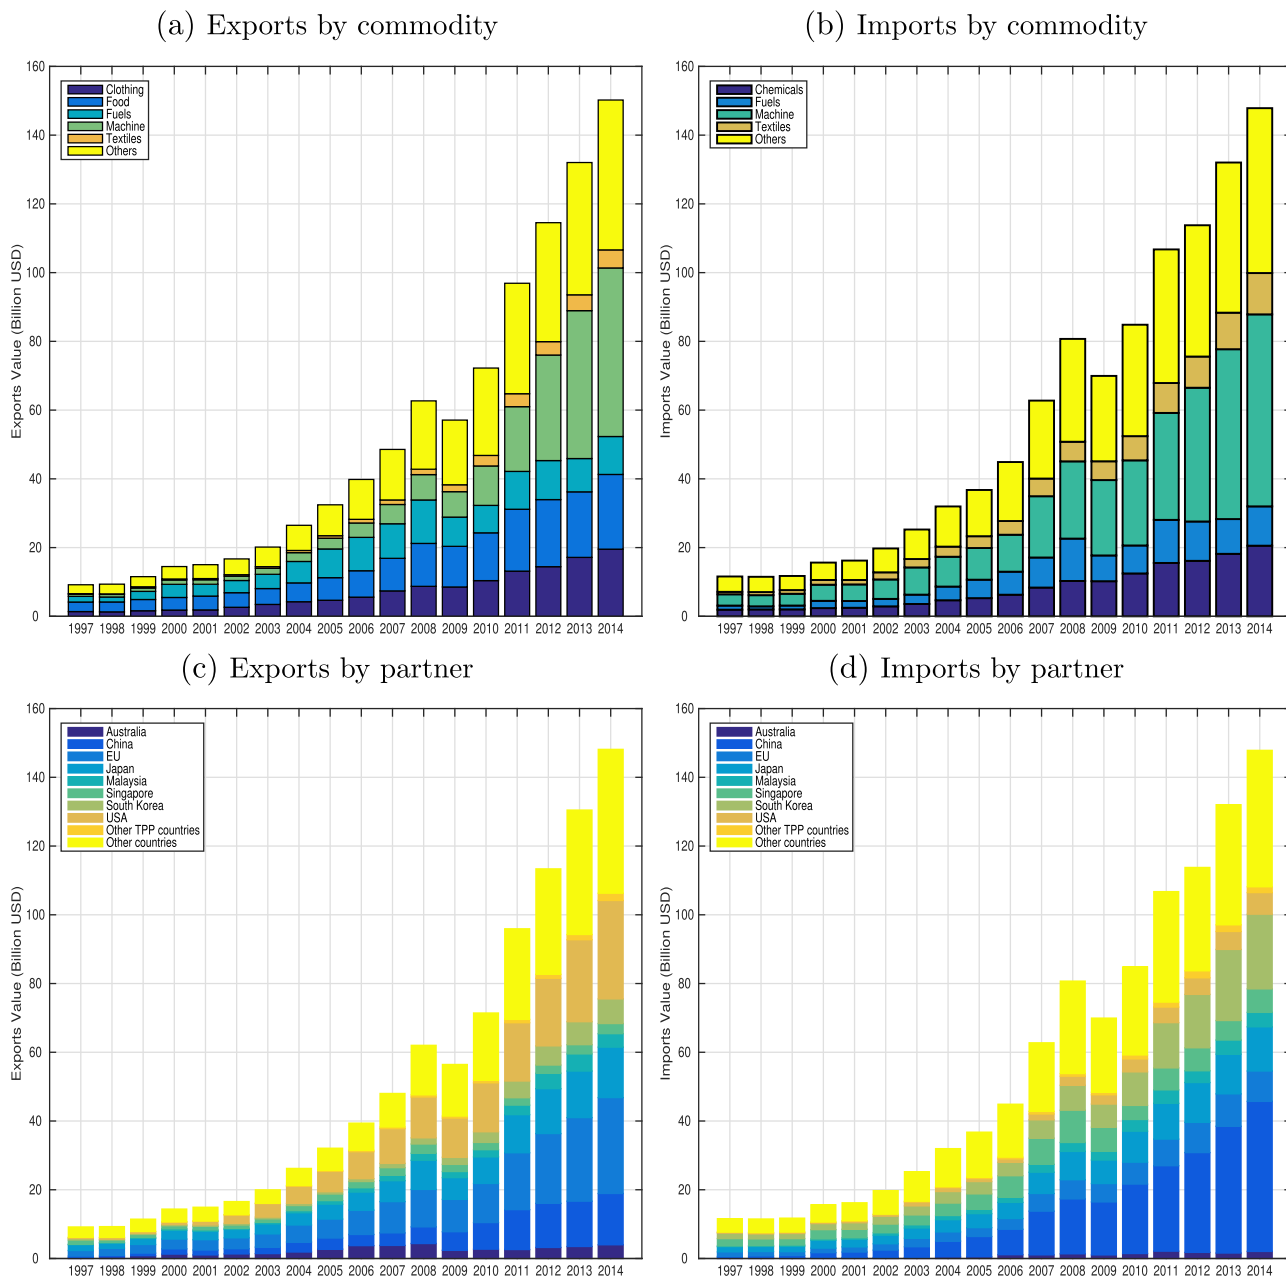 (a) Exports by commodity
160
140
120
100
80
60
40
20
0
Exports Value (Billion USD)
Clothing
Food
Fuels
Machine
Textiles
Others
1997 1998 1999 2000 2001 2002 2003 2004 2005 2006 2007 2008 2009 2010 2011 2012 2013 2014
(b) Imports by commodity
160
140
120
100
80
60
40
20
0
Imports Value (Billion USD)
Chemicals
Fuels
Machine
Textiles
Others
1997 1998 1999 2000 2001 2002 2003 2004 2005 2006 2007 2008 2009 2010 2011 2012 2013 2014
(c) Exports by partner
160
140
120
100
80
60
40
20
0
Exports Value (Billion USD)
Australia
China
EU
Japan
Malaysia
Singapore
South Korea
USA
Other TPP countries
Other countries
1997 1998 1999 2000 2001 2002 2003 2004 2005 2006 2007 2008 2009 2010 2011 2012 2013 2014
(d) Imports by partner
160
140
120
100
80
60
40
20
0
Imports Value (Billion USD)
Australia
China
EU
Japan
Malaysia
Singapore
South Korea
USA
Other TPP countries
Other countries
1997 1998 1999 2000 2001 2002 2003 2004 2005 2006 2007 2008 2009 2010 2011 2012 2013 2014